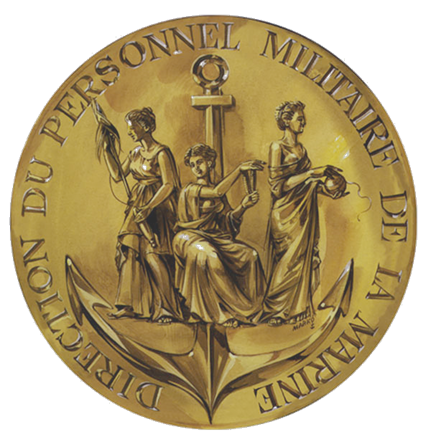 DIRECTION DU PERSONNEL MILITAIRE DE LA MARINE